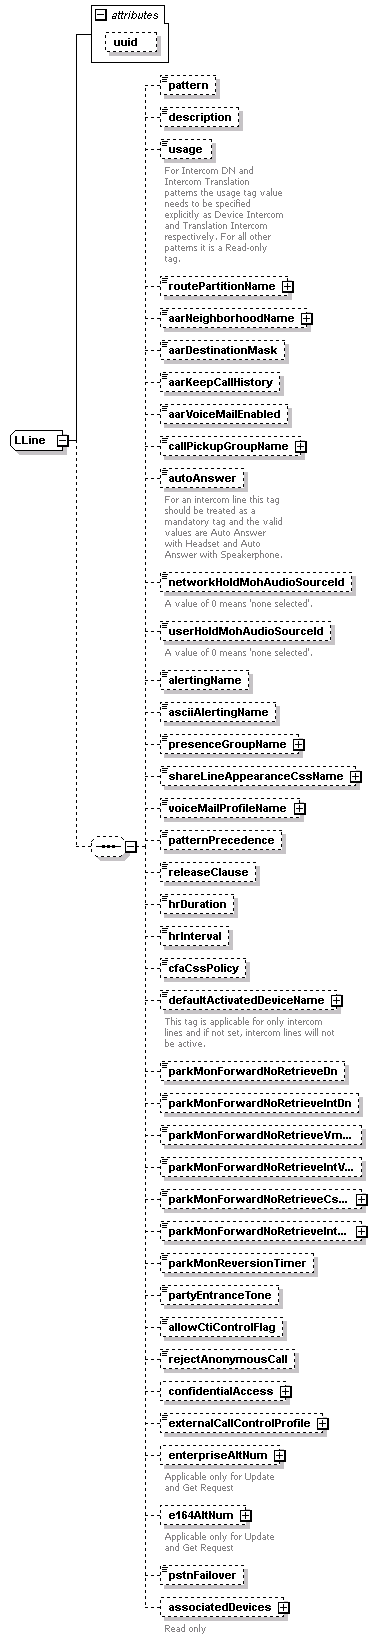 attributes
uuid
pattern
description
usage
For Intercom DN and
Intercom Translation
patterns the usage tag value
needs to be specified
explicitly as Device Intercom
and Translation Intercom
respectively. For all other
patterns it is a Read-only
tag.
routePartitionName
aarNeighborhoodName
aarDestinationMask
aarKeepCallHistory
aarVoiceMailEnabled
LLine
callPickupGroupName
autoAnswer
For an intercom line this tag
should be treated as a
mandatory tag and the valid
values are Auto Answer
with Headset and Auto
Answer with Speakerphone.
networkHoldMohAudioSourceId
A value of 0 means 'none selected'.
userHoldMohAudioSourceId
A value of 0 means 'none selected'.
alertingName
asciiAlertingName
presenceGroupName
shareLineAppearanceCssName
voiceMailProfileName
patternPrecedence
releaseClause
hrDuration
hrInterval
cfaCssPolicy
defaultActivatedDeviceName
This tag is applicable for only intercom
lines and if not set, intercom lines will not
be active.
parkMonForwardNoRetrieveDn
parkMonForwardNoRetrieveIntDn
parkMonForwardNoRetrieveVm...
parkMonForwardNoRetrieveIntV...
parkMonForwardNoRetrieveCs...
parkMonForwardNoRetrieveInt...
parkMonReversionTimer
partyEntranceTone
allowCtiControlFlag
rejectAnonymousCall
confidentialAccess
externalCallControlProfile
enterpriseAltNum
Applicable only for Update
and Get Request
e164AltNum
Applicable only for Update
and Get Request
pstnFailover
associatedDevices
Read only